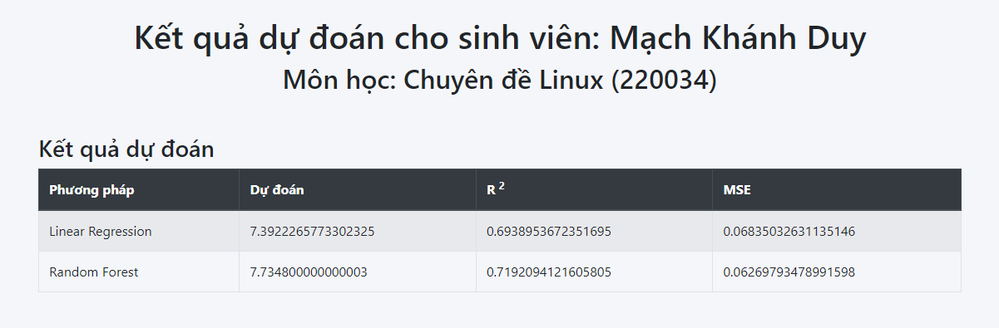 Kết quả dự đoán cho sinh viên: Mạch Khánh Duy
Môn học: Chuyên đề Linux (220034)
Kết quả dự đoán
Phương pháp Dự đoán R 2 MSE
Linear Regression 7.3922265773302325 0.6938953672351695 0.06835032631135146
Random Forest 7.734800000000003 0.7192094121605805 0.06269793478991598